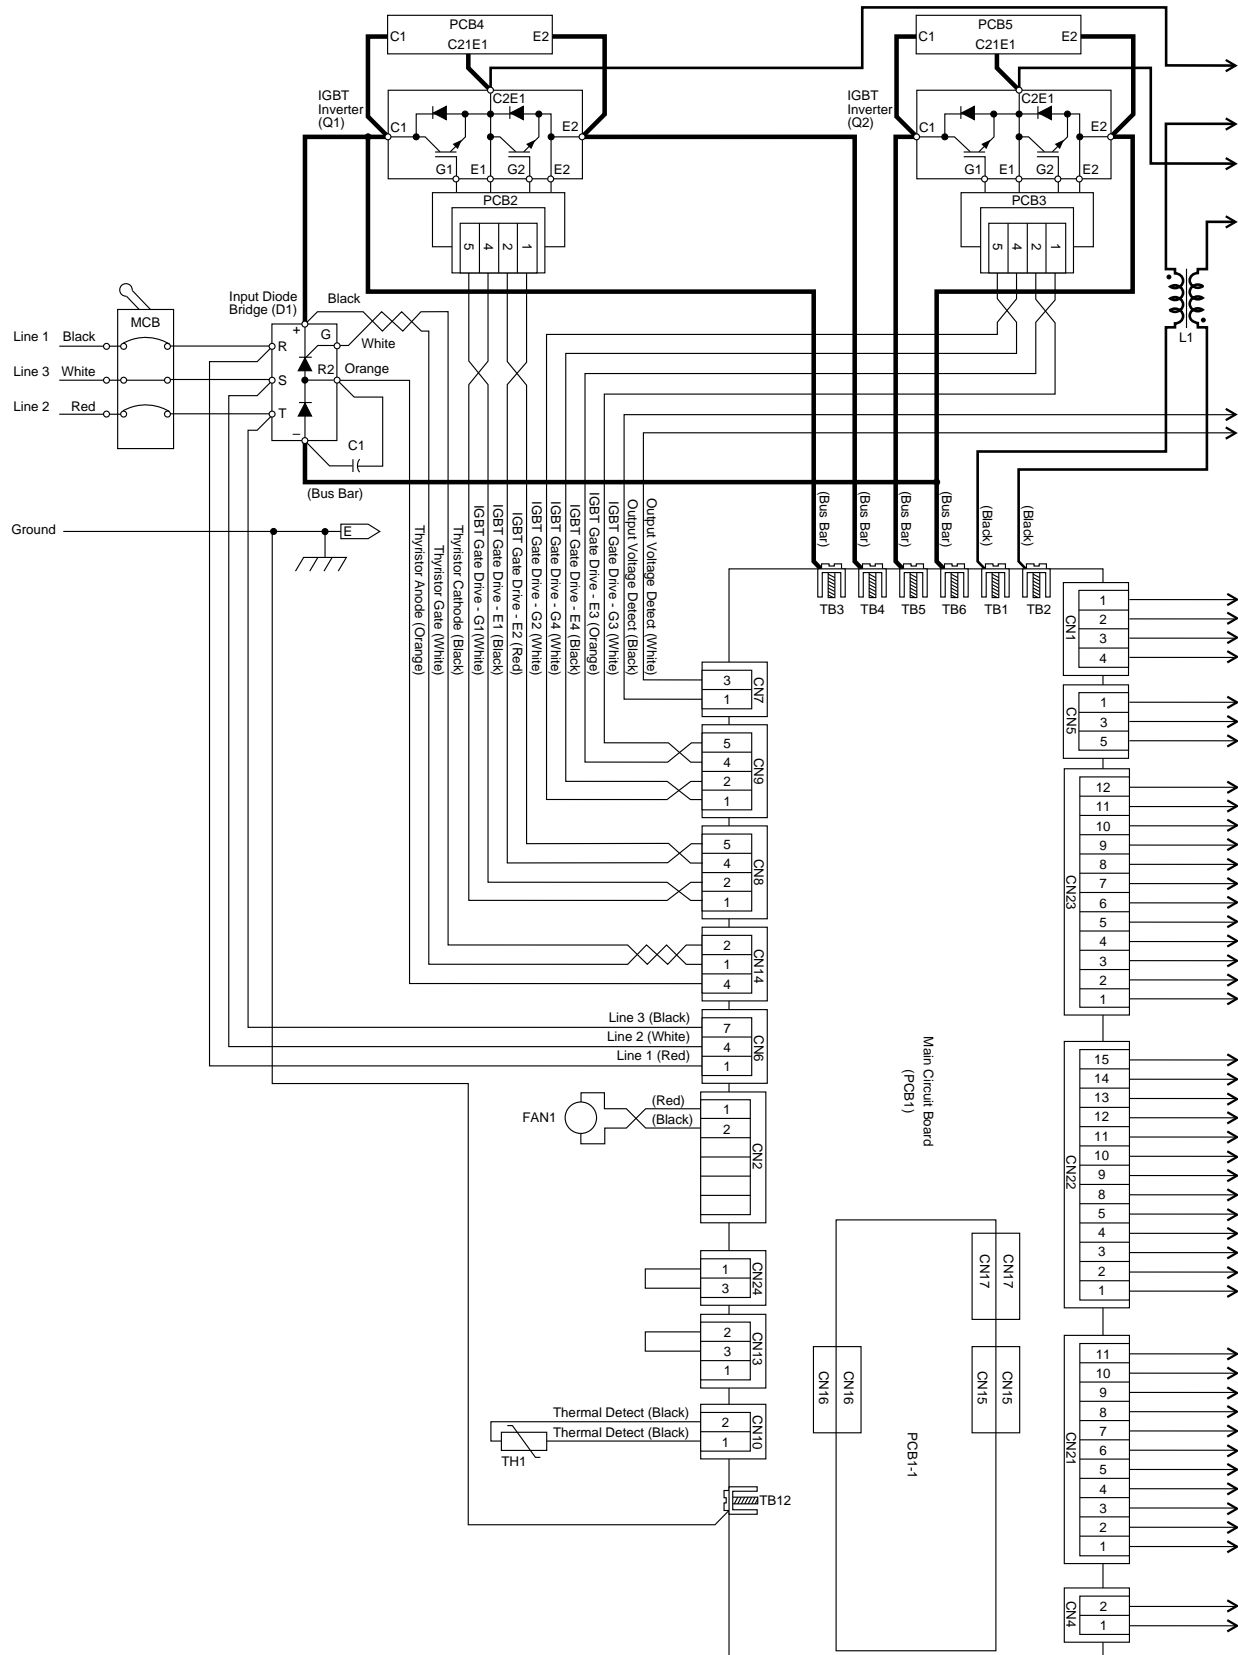 PCB4
C1
E2
C21E1
PCB5
C1
E2
C21E1
IGBT
Inverter
(Q1)
C2E1
C1
E2
G1
E1
G2
E2
IGBT
Inverter
(Q2)
C2E1
C1
E2
G1
E1
G2
E2
PCB2
5
4
2
1
PCB3
5
4
2
1
Input Diode
Bridge (D1)
Black
White
Orange
MCB
Line 1 Black
Line 3 White
Line 2 Red
+
G
R
R2
S
T
–
C1
(Bus Bar)
L1
Ground
E
Thyristor Anode (Orange)
Thyristor Gate (White)
Thyristor Cathode (Black)
IGBT Gate Drive - G1(White)
IGBT Gate Drive - E1 (Black)
IGBT Gate Drive - E2 (Red)
IGBT Gate Drive - G2 (White)
IGBT Gate Drive - G4 (White)
IGBT Gate Drive - E4 (Black)
IGBT Gate Drive - E3 (Orange)
IGBT Gate Drive - G3 (White)
Output Voltage Detect (Black)
Output Voltage Detect (White)
(Bus Bar)
(Bus Bar)
(Bus Bar)
(Bus Bar)
(Black)
(Black)
TB3
TB4
TB5
TB6
TB1
TB2
CN7
3
1
CN9
5
4
2
1
CN8
5
4
2
1
CN14
2
1
4
CN6
Line 3 (Black)
7
Line 2 (White)
4
Line 1 (Red)
1
FAN1
(Red)
(Black)
CN2
1
2
CN24
1
3
CN13
2
3
1
CN10
Thermal Detect (Black)
2
Thermal Detect (Black)
1
TH1
TB12
Main Circuit Board
(PCB1)
CN17
CN17
CN16
CN16
CN15
CN15
PCB1-1
CN1
1
2
3
4
CN5
1
3
5
CN23
12
11
10
9
8
7
6
5
4
3
2
1
CN22
15
14
13
12
11
10
9
8
5
4
3
2
1
CN21
11
10
9
8
7
6
5
4
3
2
1
CN4
2
1